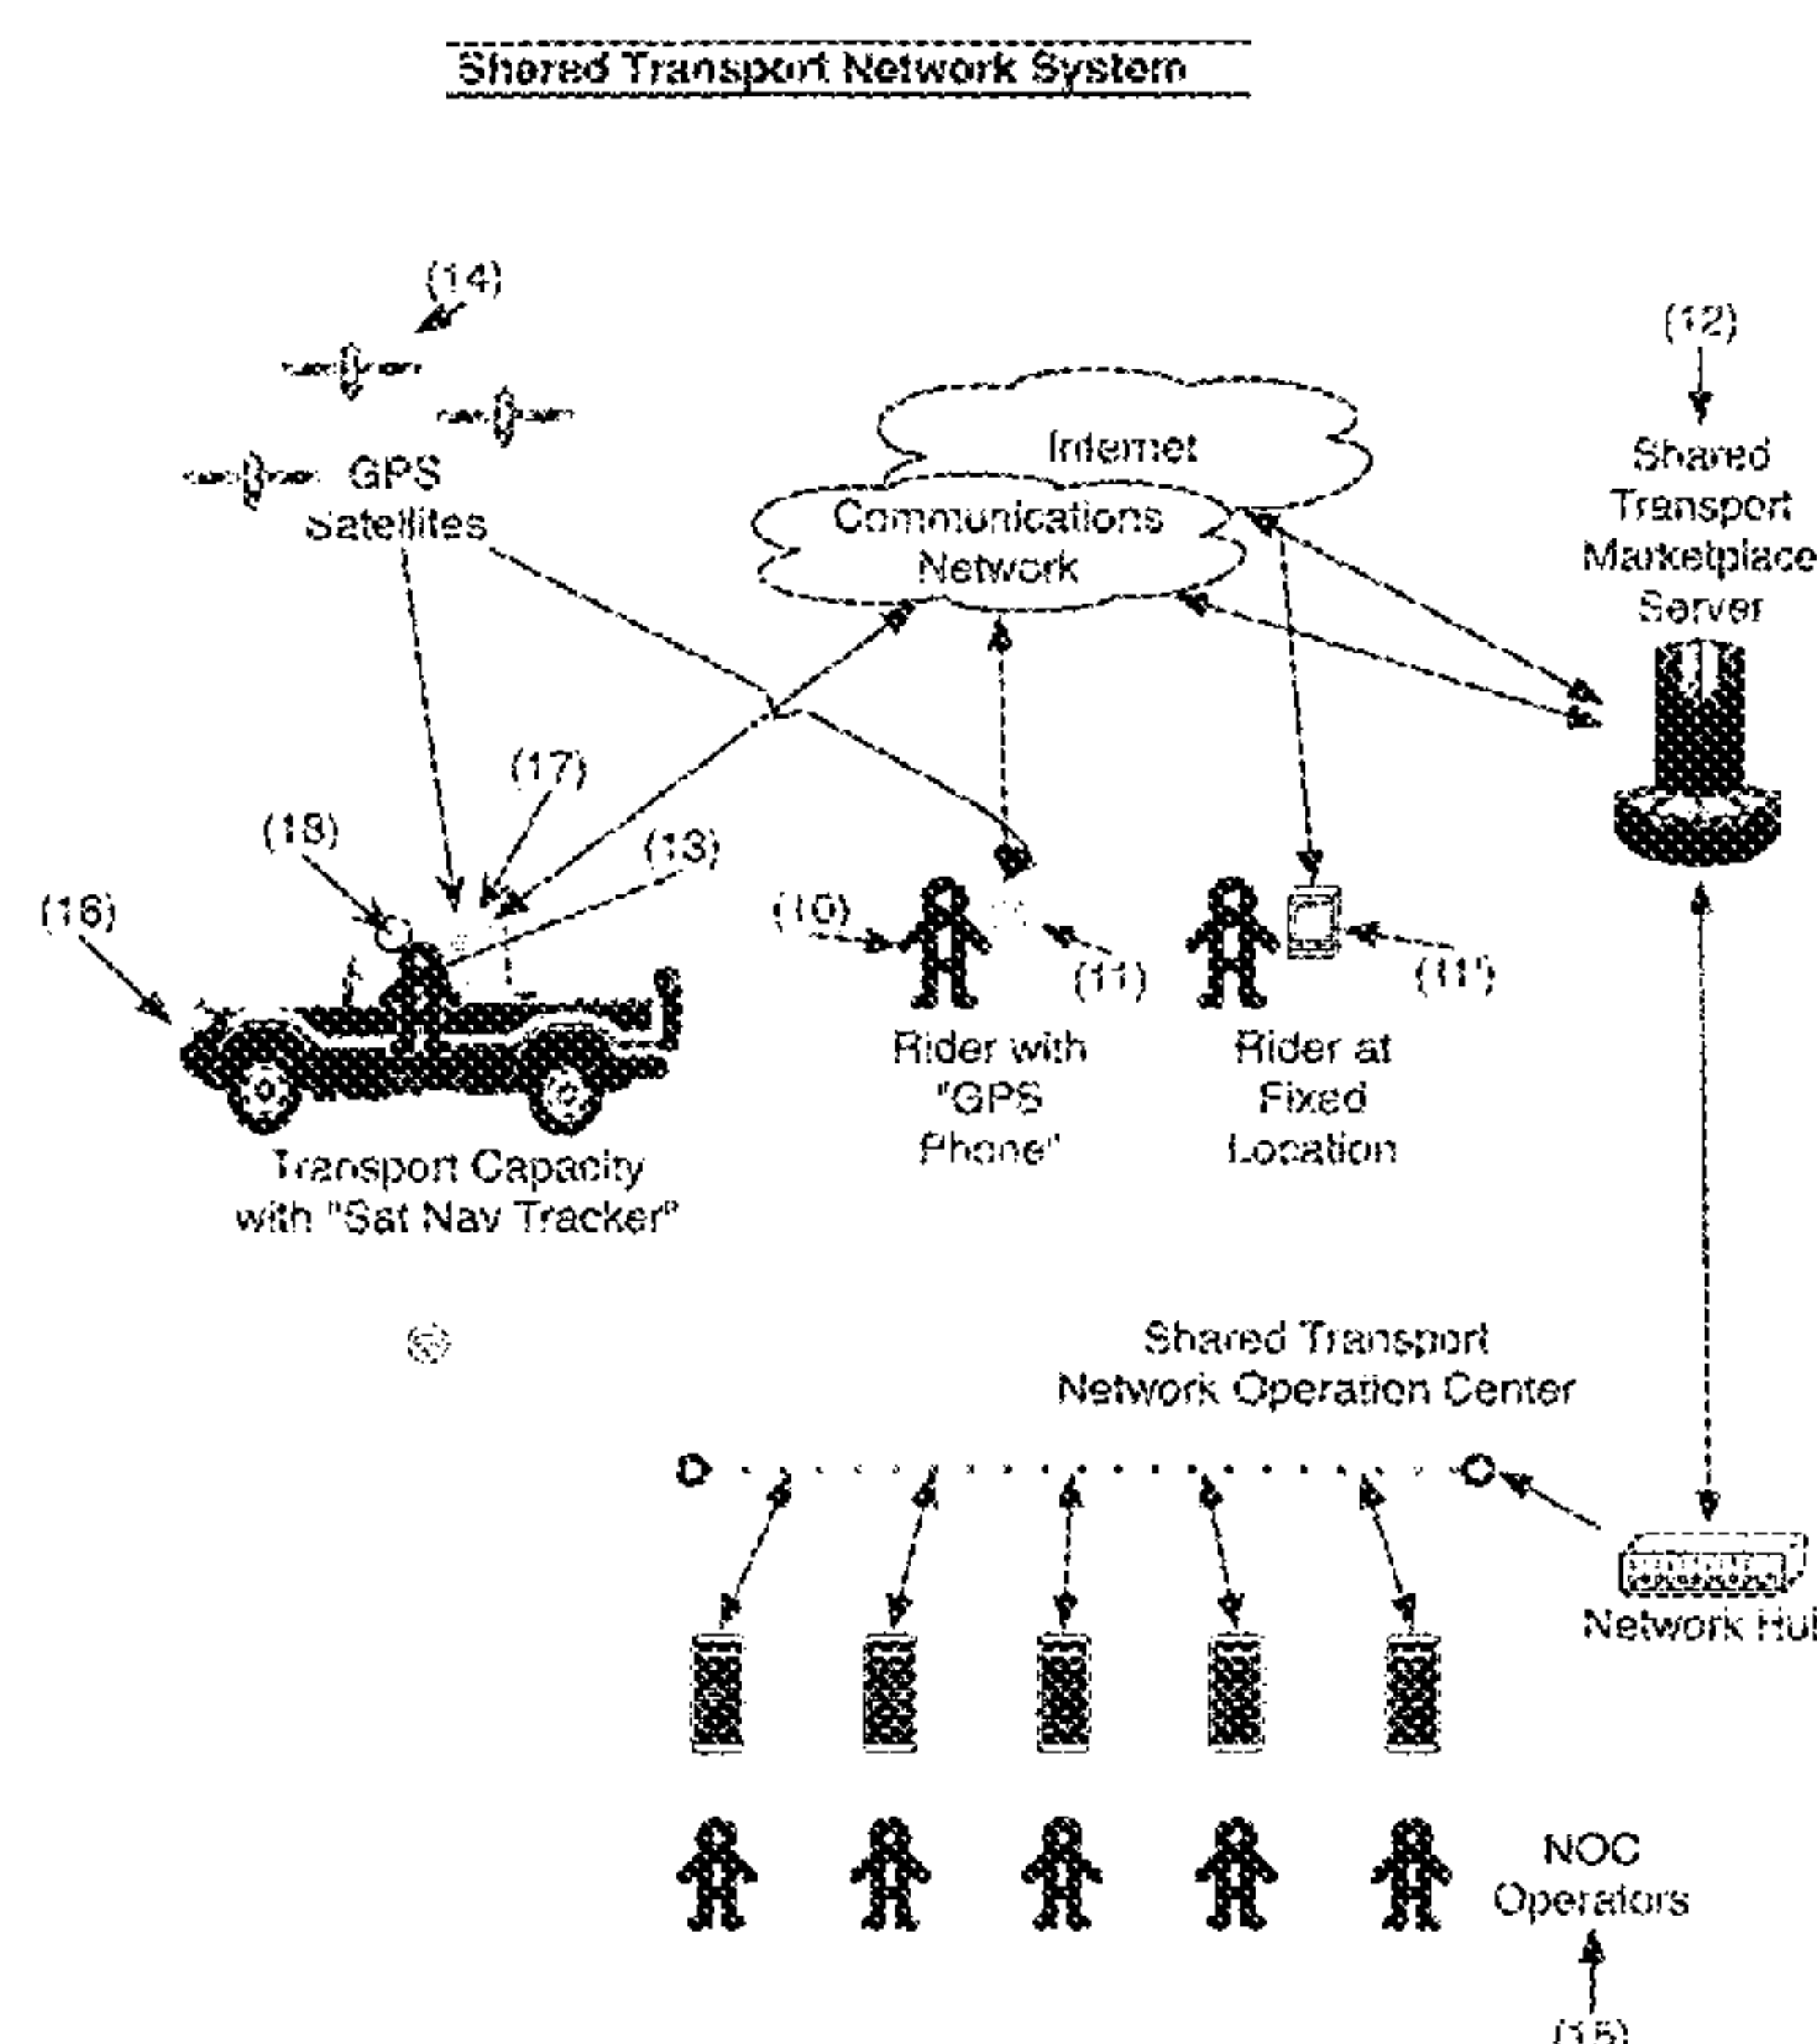 Shared Transport Network System
(14)
(12)
GPS
Satellites
Internet
Communications
Network
Shared
Transport
Marketplace
Server
(17)
(18)
(13)
(16)
(10)
(11)
(11')
Rider with
"GPS
Phone"
Rider at
Fixed
Location
Transport Capacity
with "Sat Nav Tracker"
Shared Transport
Network Operation Center
Network
NOC
Operators
(15)